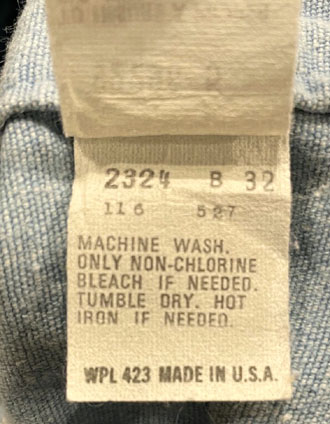 2324 B 32
116 527
MACHINE WASH.
ONLY NON-CHLORINE
BLEACH IF NEEDED.
TUMBLE DRY. HOT
IRON IF NEEDED.
WPL 423 MADE IN U.S.A.